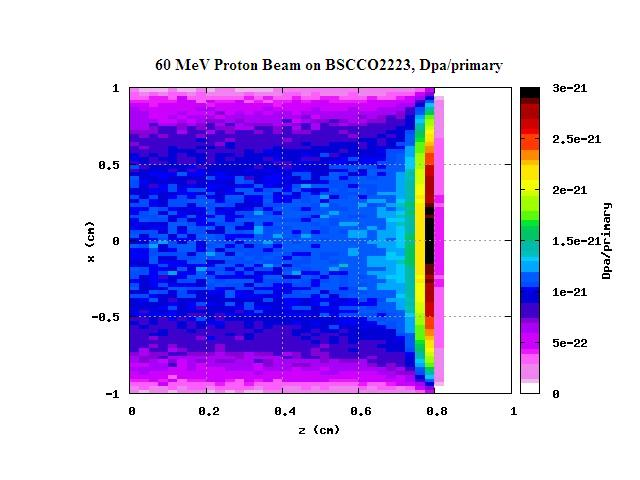 60 MeV Proton Beam on BSCCO2223, Dpa/primary
1
0.5
0
-0.5
-1
x (cm)
0
0.2
0.4
0.6
0.8
1
z (cm)
3e-21
2.5e-21
2e-21
1.5e-21
1e-21
5e-22
0
Dpa/primary